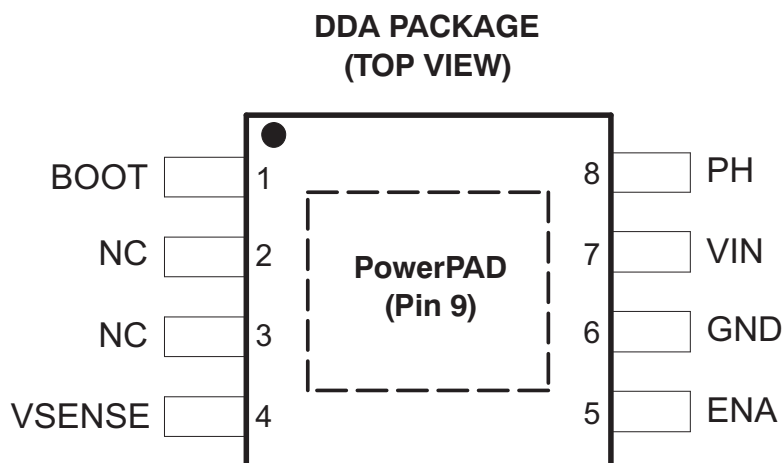 DDA PACKAGE
(TOP VIEW)
BOOT 1 8 PH
NC 2 7 VIN
PowerPAD
(Pin 9)
NC 3 6 GND
VSENSE 4 5 ENA